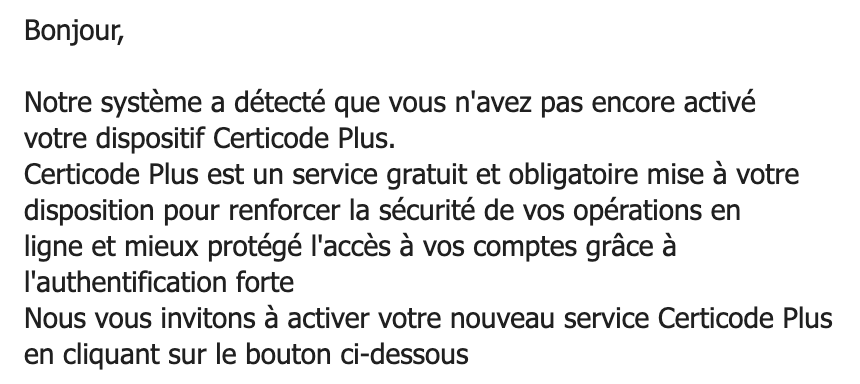 Bonjour,
Notre système a détecté que vous n'avez pas encore activé
votre dispositif Certicode Plus.
Certicode Plus est un service gratuit et obligatoire mise à votre
disposition pour renforcer la sécurité de vos opérations en
ligne et mieux protégé l'accès à vos comptes grâce à
l'authentification forte
Nous vous invitons à activer votre nouveau service Certicode Plus
en cliquant sur le bouton ci-dessous